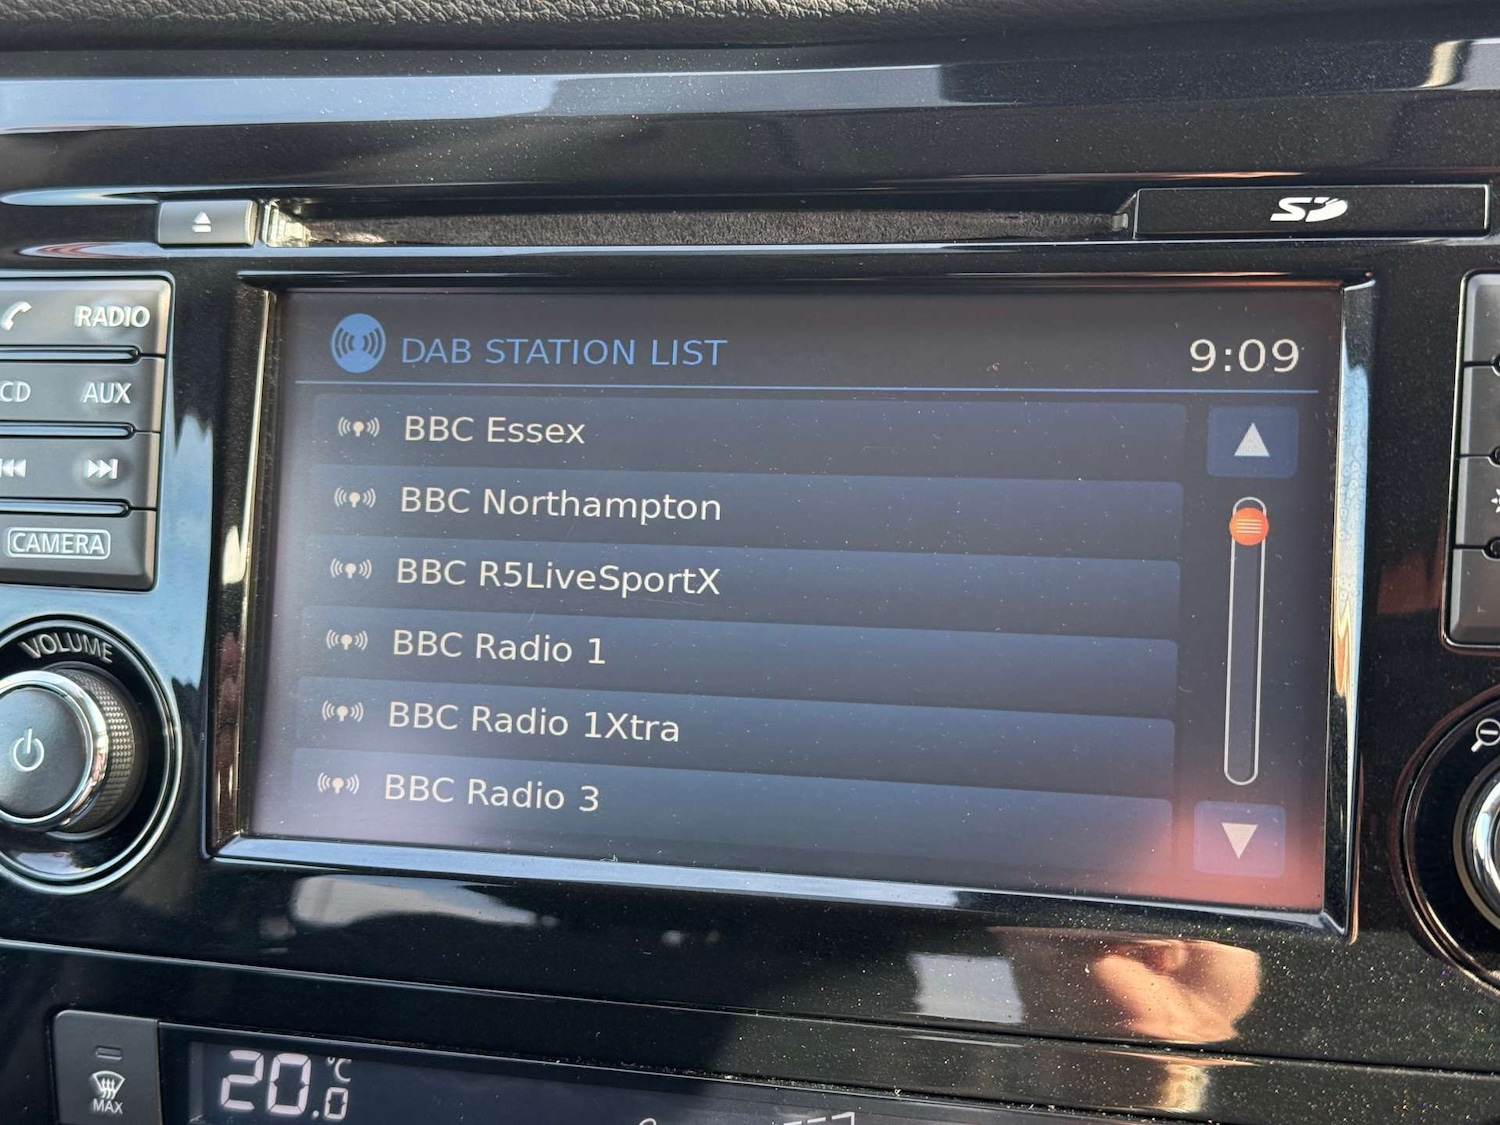 SD
RADIO
CD AUX
CAMERA
VOLUME
DAB STATION LIST 9:09
BBC Essex
BBC Northampton
BBC R5LiveSportX
BBC Radio 1
BBC Radio 1Xtra
BBC Radio 3
MAX
20.0 °C